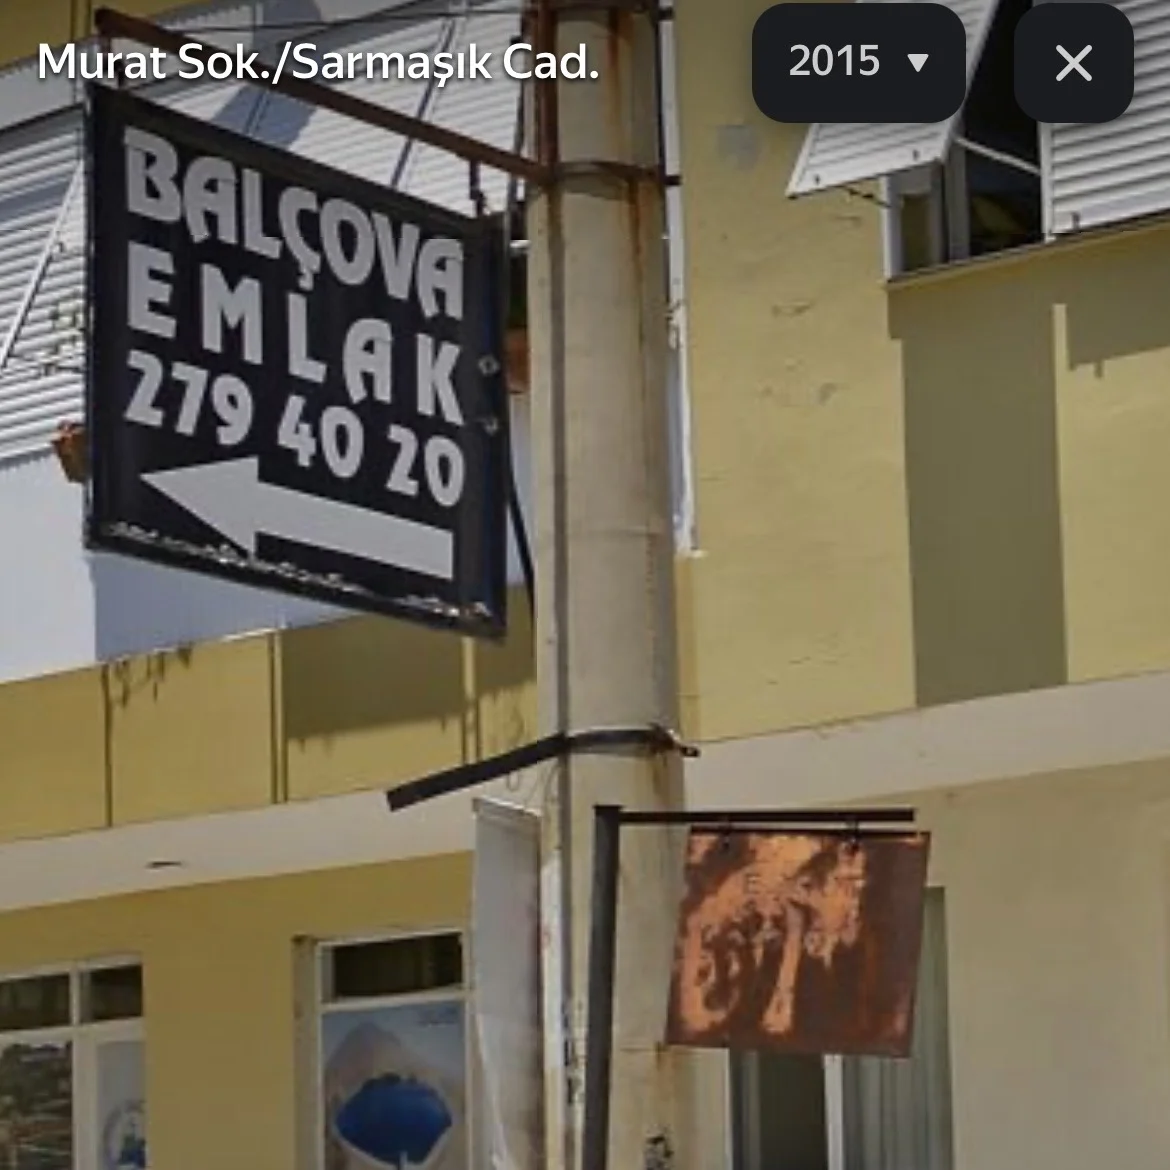 Murat Sok./Sarmaşık Cad.
2015
BALÇOVA
EMLAK
279 40 20